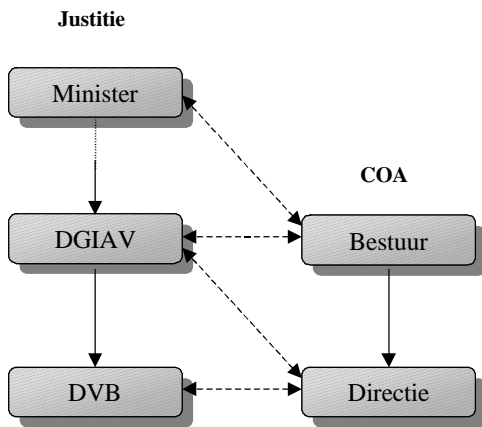 Justitie
Minister
COA
DGIAV
Bestuur
DVB
Directie